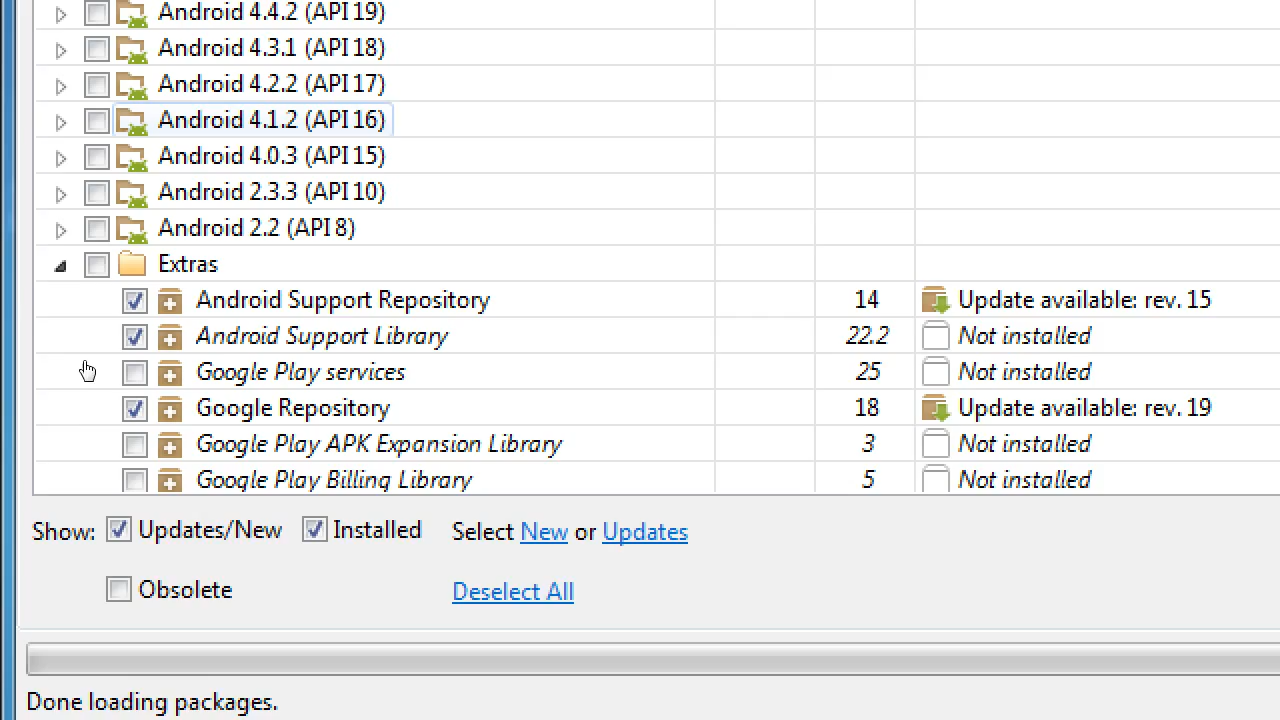 Android 4.4.2 (API 19)
Android 4.3.1 (API 18)
Android 4.2.2 (API 17)
Android 4.1.2 (API 16)
Android 4.0.3 (API 15)
Android 2.3.3 (API 10)
Android 2.2 (API 8)
Extras
Android Support Repository 14 Update available: rev. 15
Android Support Library 22.2 Not installed
Google Play services 25 Not installed
Google Repository 18 Update available: rev. 19
Google Play APK Expansion Library 3 Not installed
Google Play Billing Library 5 Not installed
Show: Updates/New Installed Select New or Updates
Obsolete Deselect All
Done loading packages.